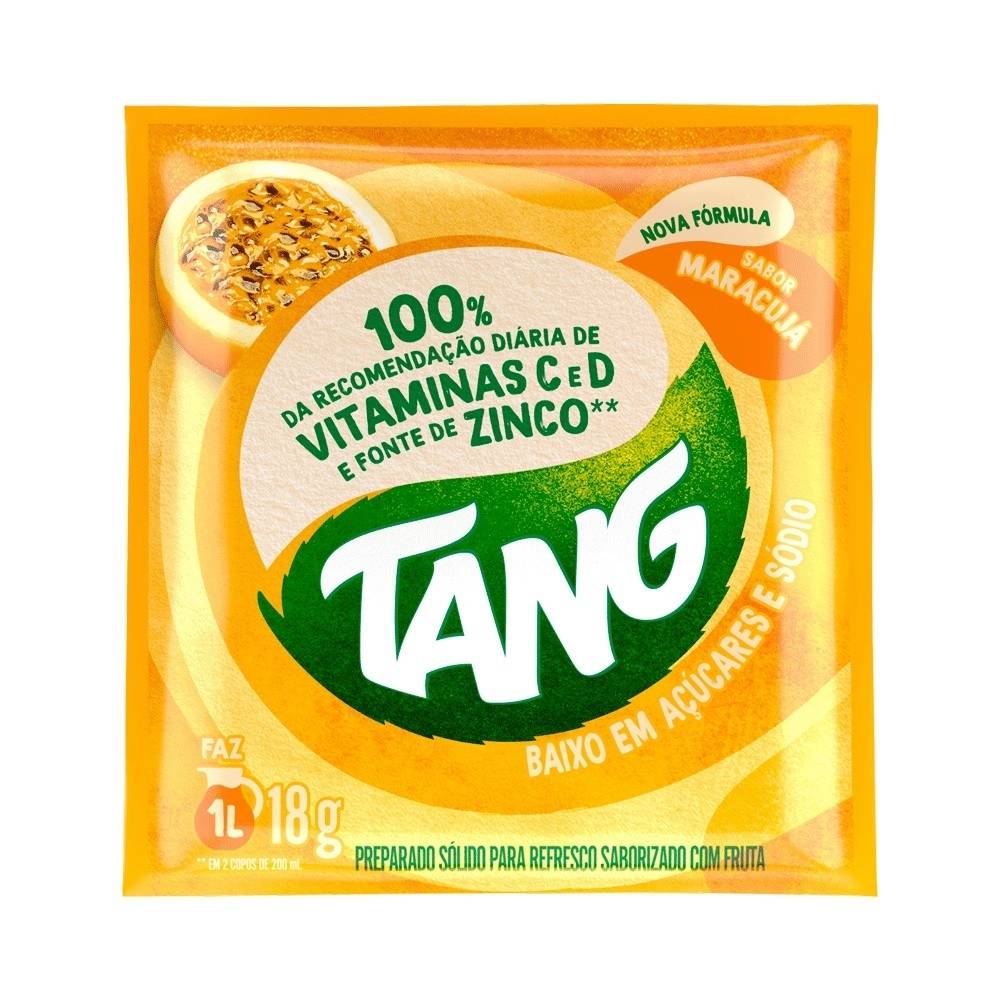 NOVA FÓRMULA
SABOR
MARACUJÁ
100%
DA RECOMENDAÇÃO DIÁRIA DE
VITAMINAS C E D
E FONTE DE ZINCO**
TANG
BAIXO EM AÇÚCARES E SÓDIO
FAZ
1L
18g
** EM 2 COPOS DE 200 mL
PREPARADO SÓLIDO PARA REFRESCO SABORIZADO COM FRUTA